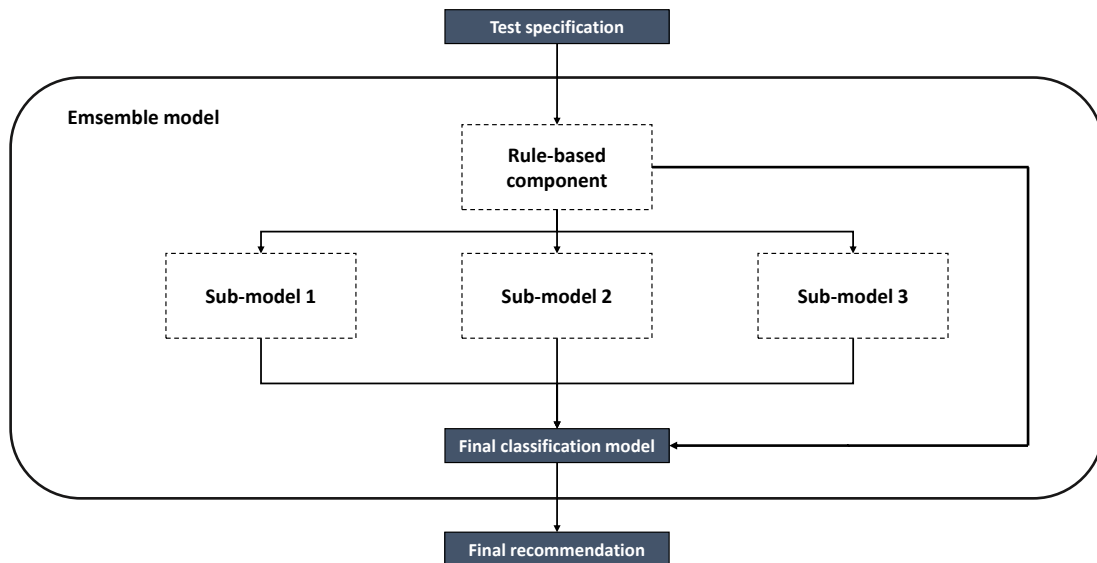 Test specification
Emsemble model
Rule-based
component
Sub-model 1
Sub-model 2
Sub-model 3
Final classification model
Final recommendation